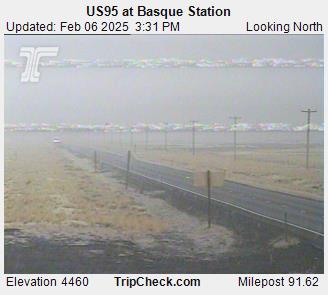 US95 at Basque Station
Updated: Feb 06 2025 3:31 PM Looking North
Elevation 4460 TripCheck.com Milepost 91.62